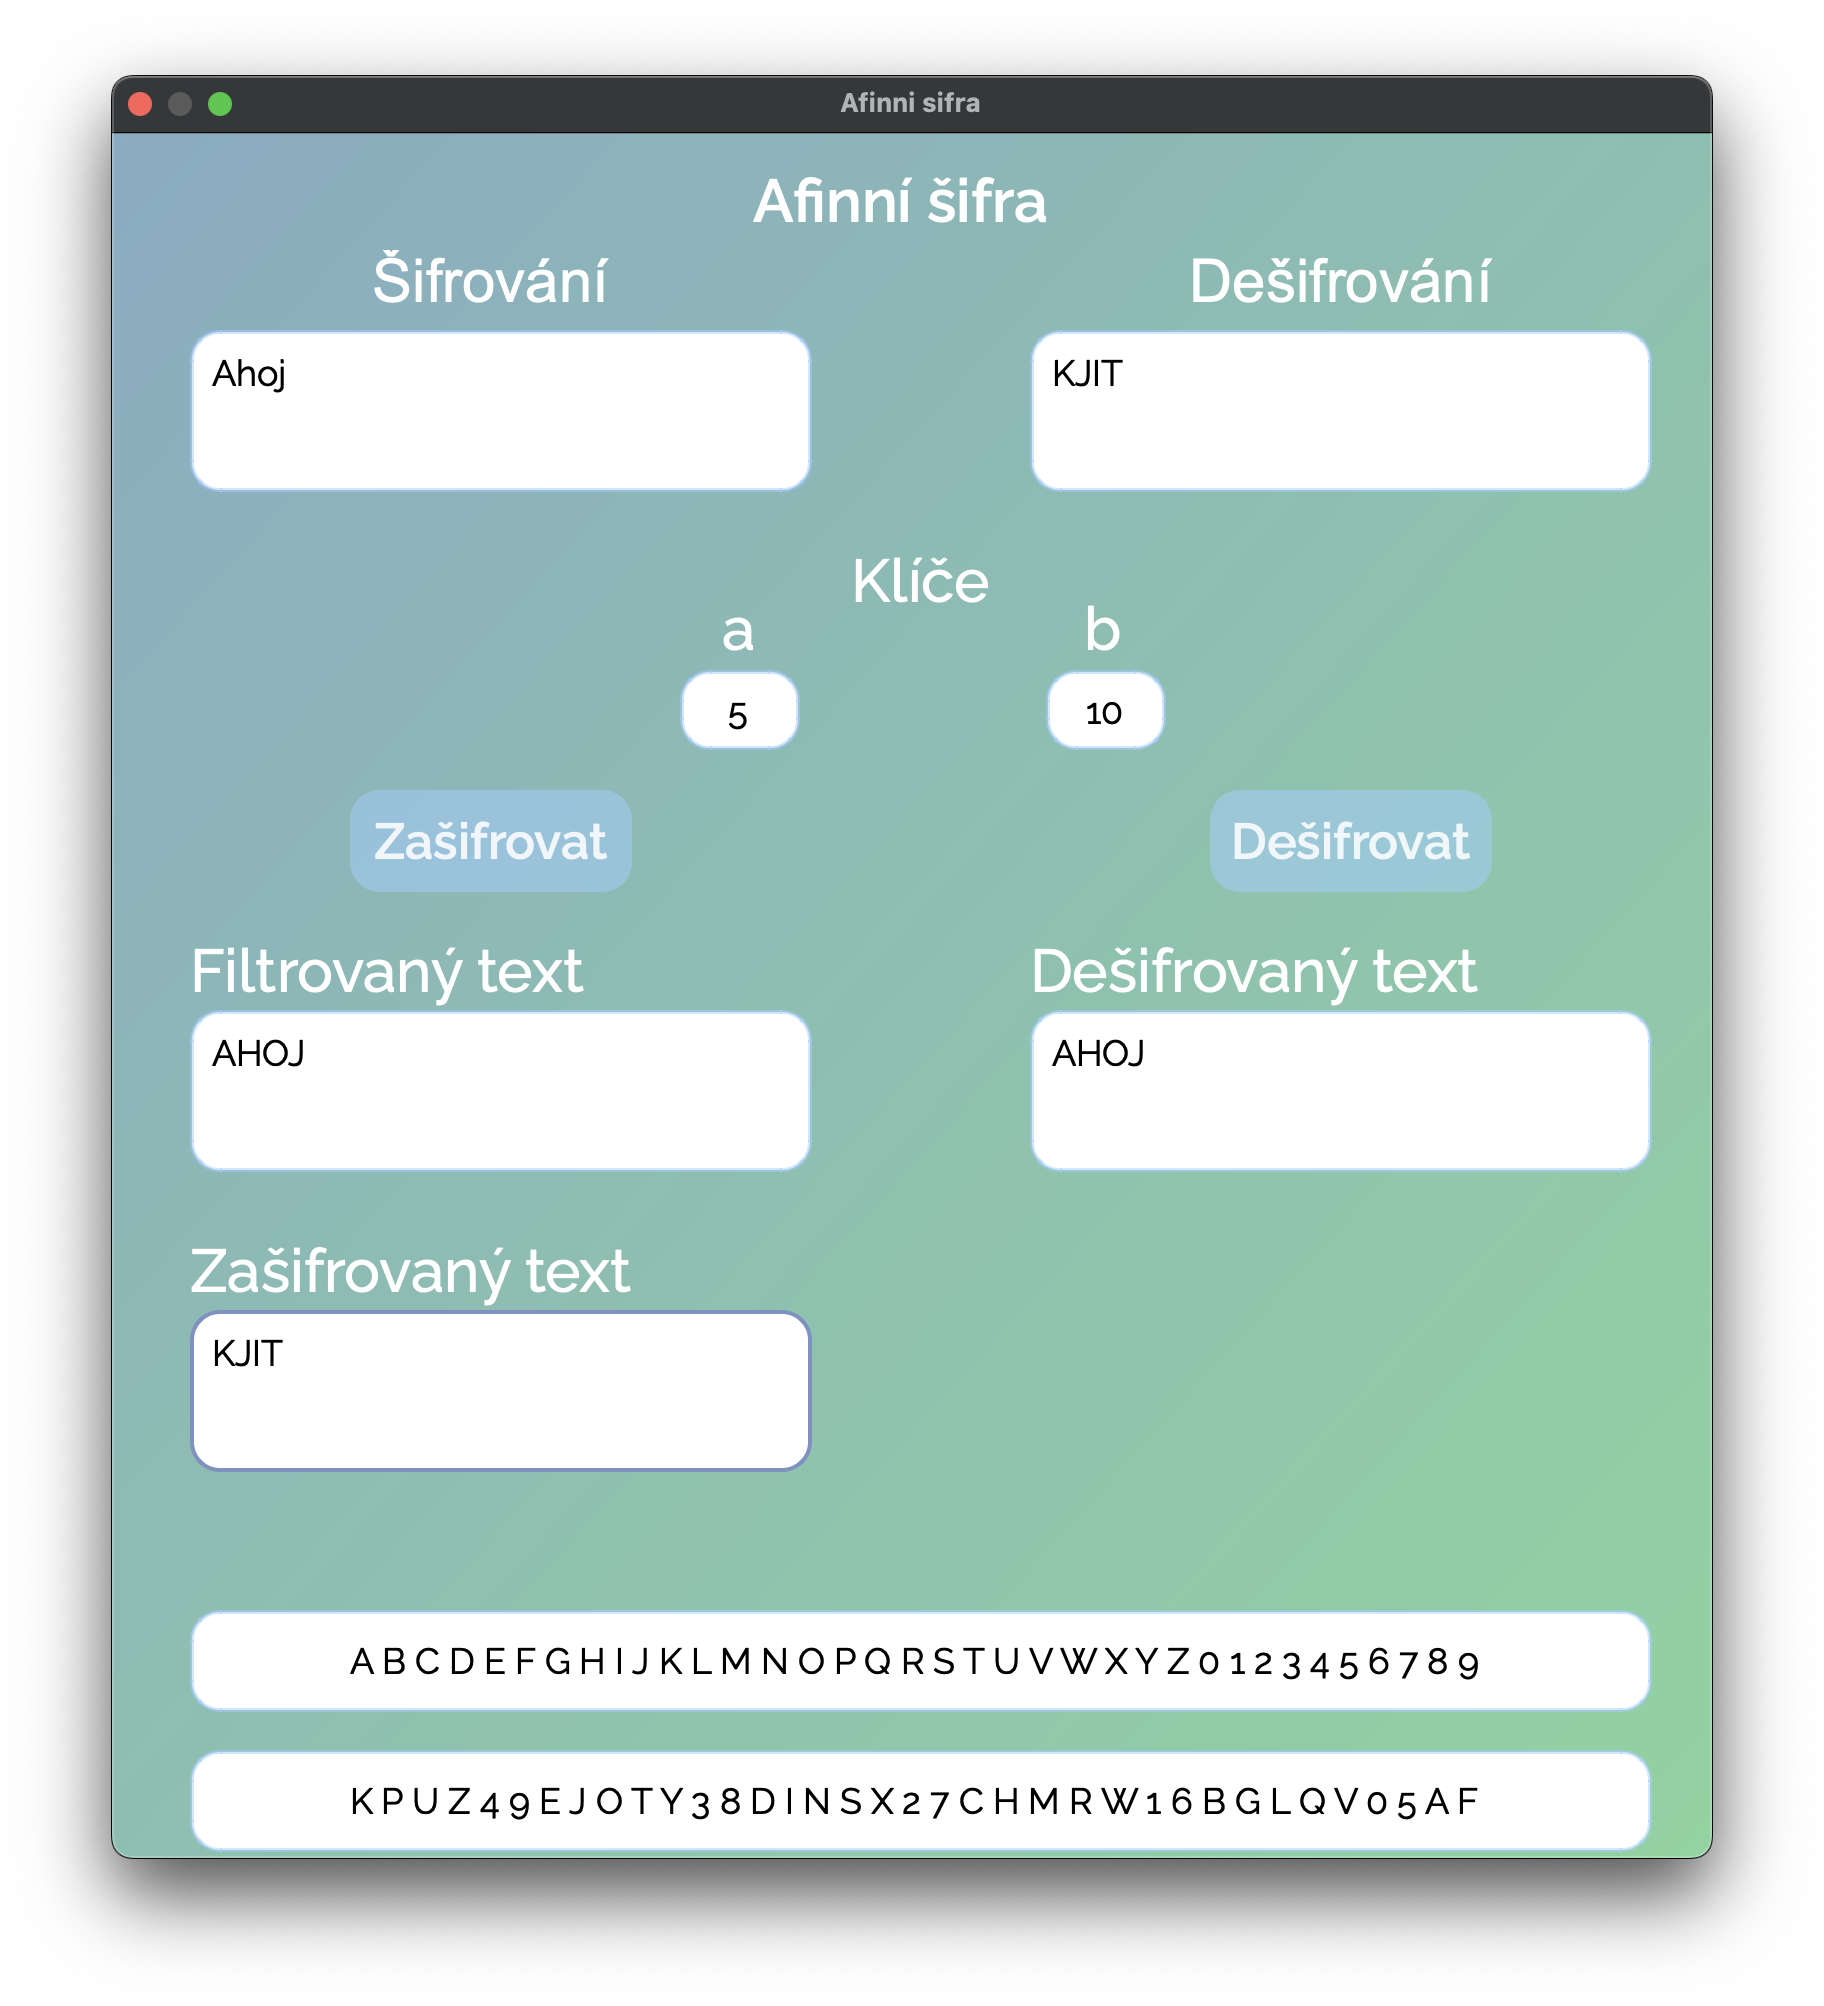 Afinni sifra
Afinní šifra
Šifrování
Dešifrování
Ahoj
KJIT
Klíče
a
b
5
10
Zašifrovat
Dešifrovat
Filtrovaný text
Dešifrovaný text
AHOJ
AHOJ
Zašifrovaný text
KJIT
A B C D E F G H I J K L M N O P Q R S T U V W X Y Z 0 1 2 3 4 5 6 7 8 9
K P U Z 4 9 E J O T Y 3 8 D I N S X 2 7 C H M R W 1 6 B G L Q V 0 5 A F